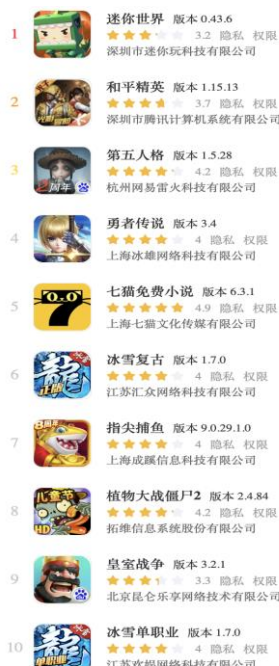 1
迷你世界 版本 0.43.6
3.2 隐私 权限
深圳市迷你玩科技有限公司
2
和平精英 版本 1.15.13
3.7 隐私 权限
深圳市腾讯计算机系统有限公司
3
第五人格 版本 1.5.28
4.2 隐私 权限
杭州网易雷火科技有限公司
4
勇者传说 版本 3.4
4 隐私 权限
上海冰雄网络科技有限公司
5
七猫免费小说 版本 6.3.1
4.9 隐私 权限
上海七猫文化传媒有限公司
6
冰雪复古 版本 1.7.0
4 隐私 权限
江苏汇众网络科技有限公司
7
指尖捕鱼 版本 9.0.29.1.0
4 隐私 权限
上海成蹊信息科技有限公司
8
植物大战僵尸2 版本 2.4.84
4.2 隐私 权限
拓维信息系统股份有限公司
9
皇室战争 版本 3.2.1
3.3 隐私 权限
北京昆仑乐享网络技术有限公司
10
冰雪单职业 版本 1.7.0
4 隐私 权限
江苏欢娱网络科技有限公司